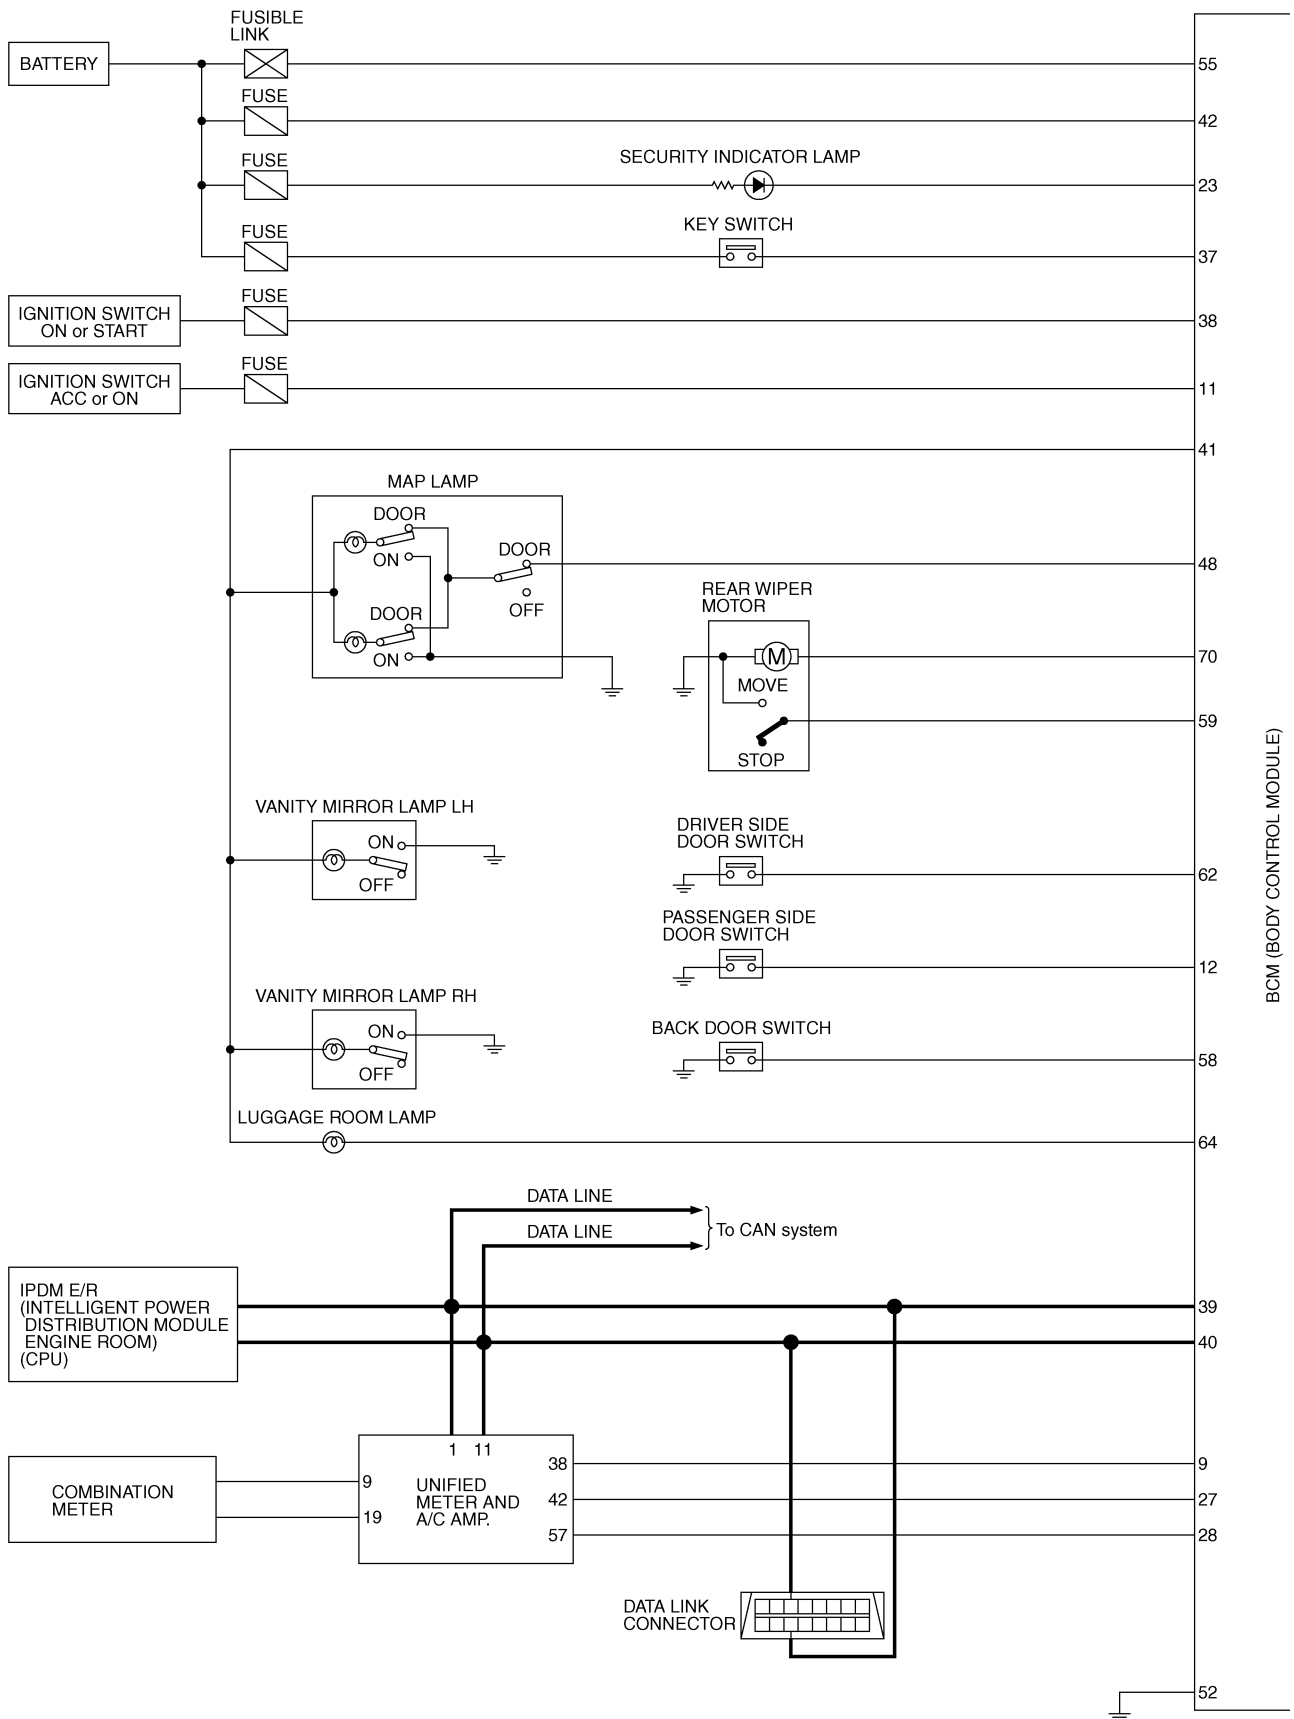 FUSIBLE
LINK
BATTERY
55
FUSE
42
FUSE
SECURITY INDICATOR LAMP
23
FUSE
KEY SWITCH
37
FUSE
IGNITION SWITCH
ON or START
38
FUSE
IGNITION SWITCH
ACC or ON
11
41
MAP LAMP
DOOR
ON
DOOR
OFF
48
DOOR
ON
REAR WIPER
MOTOR
M
70
MOVE
59
STOP
BCM (BODY CONTROL MODULE)
VANITY MIRROR LAMP LH
ON
OFF
DRIVER SIDE
DOOR SWITCH
62
PASSENGER SIDE
DOOR SWITCH
12
VANITY MIRROR LAMP RH
ON
OFF
BACK DOOR SWITCH
58
LUGGAGE ROOM LAMP
64
DATA LINE
DATA LINE
To CAN system
IPDM E/R
(INTELLIGENT POWER
DISTRIBUTION MODULE
ENGINE ROOM)
(CPU)
39
40
1 11
COMBINATION
METER
9
19
UNIFIED
METER AND
A/C AMP.
38
42
57
9
27
28
DATA LINK
CONNECTOR
52